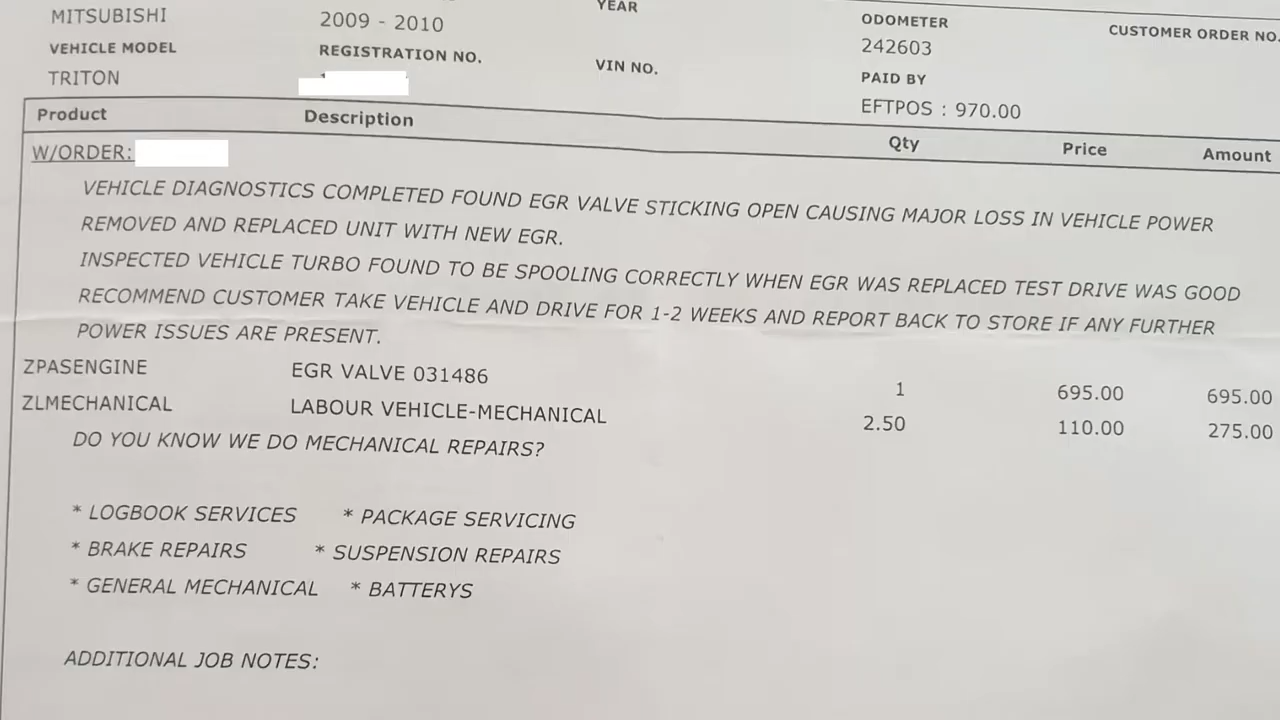 MITSUBISHI 2009 - 2010 YEAR ODOMETER CUSTOMER ORDER NO.
VEHICLE MODEL REGISTRATION NO. VIN NO. 242603
TRITON PAID BY
EFTPOS : 970.00
Product Description Qty Price Amount
W/ORDER:
VEHICLE DIAGNOSTICS COMPLETED FOUND EGR VALVE STICKING OPEN CAUSING MAJOR LOSS IN VEHICLE POWER
REMOVED AND REPLACED UNIT WITH NEW EGR.
INSPECTED VEHICLE TURBO FOUND TO BE SPOOLING CORRECTLY WHEN EGR WAS REPLACED TEST DRIVE WAS GOOD
RECOMMEND CUSTOMER TAKE VEHICLE AND DRIVE FOR 1-2 WEEKS AND REPORT BACK TO STORE IF ANY FURTHER
POWER ISSUES ARE PRESENT.
ZPASENGINE EGR VALVE 031486 1 695.00 695.00
ZLMECHANICAL LABOUR VEHICLE-MECHANICAL 2.50 110.00 275.00
DO YOU KNOW WE DO MECHANICAL REPAIRS?
* LOGBOOK SERVICES * PACKAGE SERVICING
* BRAKE REPAIRS * SUSPENSION REPAIRS
* GENERAL MECHANICAL * BATTERYS
ADDITIONAL JOB NOTES: